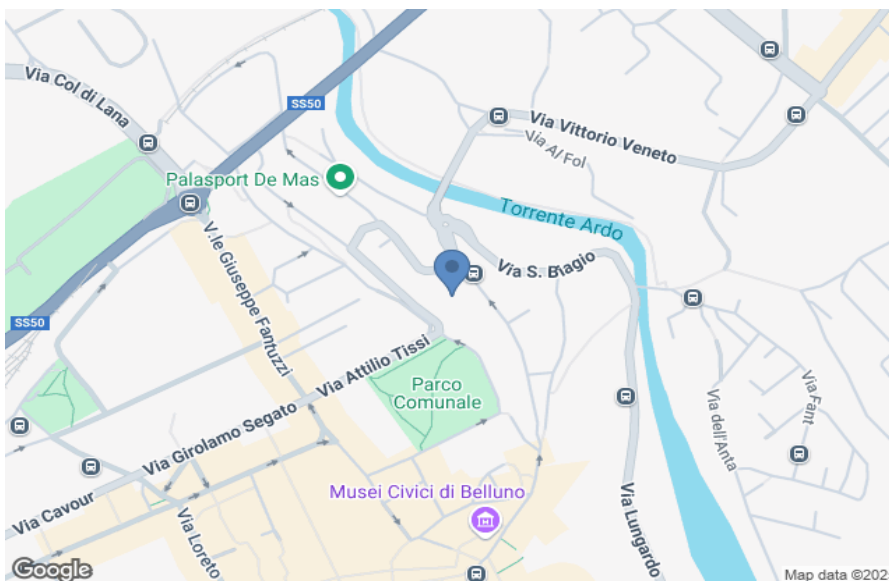 Via Col di Lana
SS50
Via Vittorio Veneto
Via A/ Fol
Palasport De Mas
Torrente Ardo
V.le Giuseppe Fantuzzi
Via S. Biagio
SS50
Via Attilio Tissi
Parco
Comunale
Via Fant
Via dell'Anta
Via Girolamo Segato
Musei Civici di Belluno
Via Cavour
Via Loreto
Via Lungardo
Google
Map data ©202